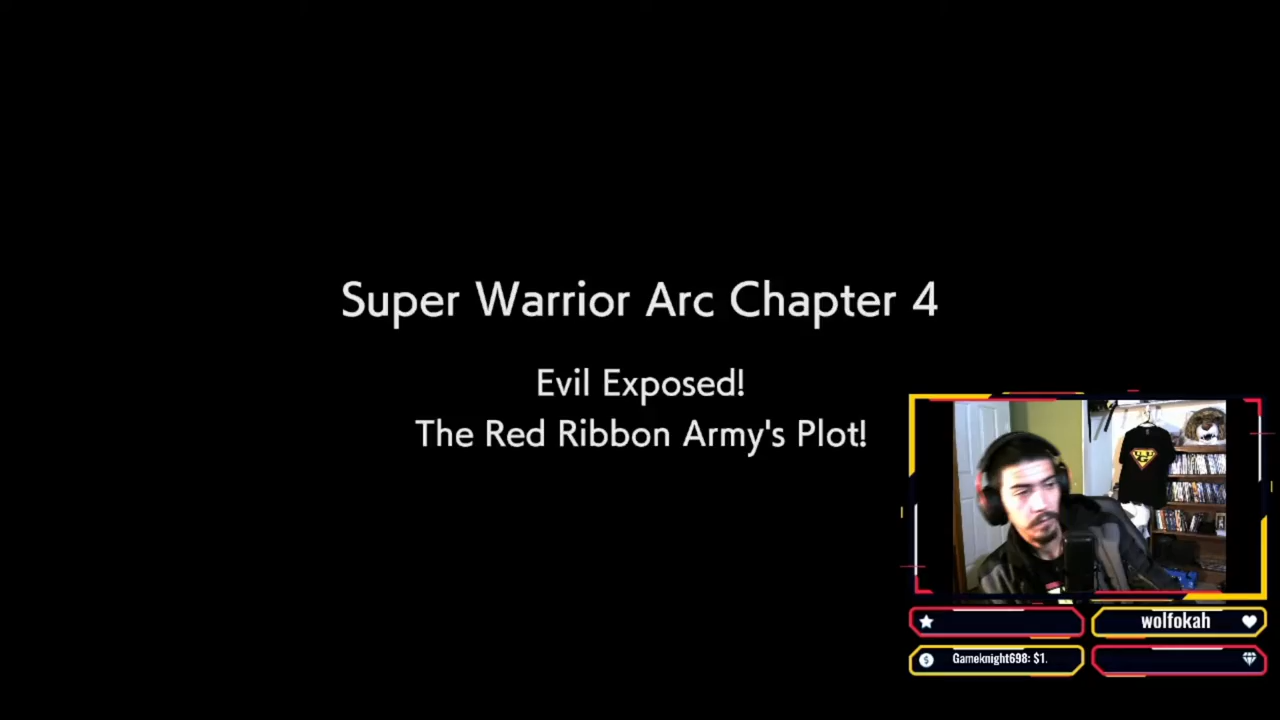 Super Warrior Arc Chapter 4
Evil Exposed!
The Red Ribbon Army's Plot!
wolfokah
Gameknight698: $1.